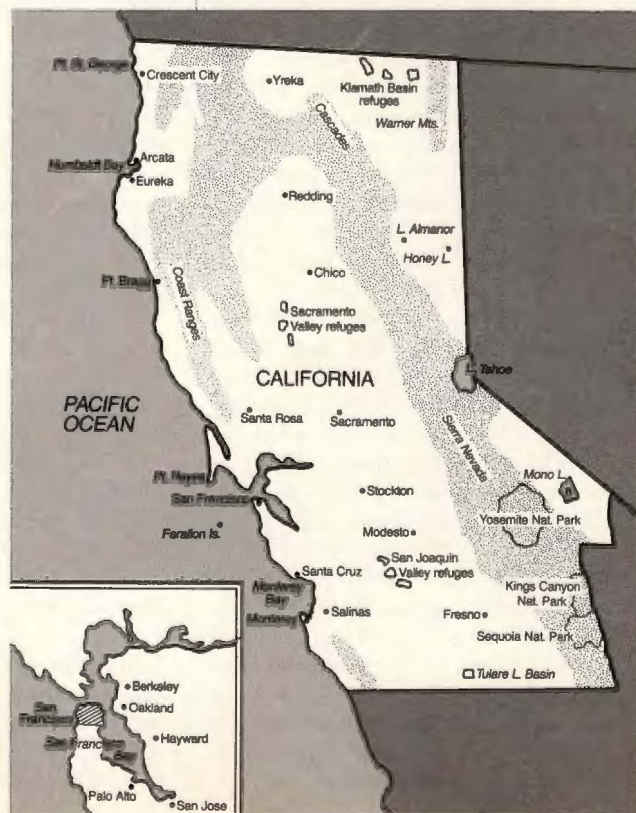 Pt. St. George
Crescent City
Yreka
Klamath Basin
refuges
Warner Mts.
Cascades
Humboldt Bay
Arcata
Eureka
Redding
L. Almanor
Honey L.
Ft. Bragg
Coast Ranges
Chico
Sacramento
Valley refuges
CALIFORNIA
L. Tahoe
PACIFIC
OCEAN
Santa Rosa
Sacramento
Sierra Nevada
Pt. Reyes
San Francisco
Stockton
Mono L.
Yosemite Nat. Park
Farallon Is.
Modesto
San Joaquin
Valley refuges
Santa Cruz
Monterey
Bay
Monterey
Salinas
Fresno
Kings Canyon
Nat. Park
Sequoia Nat. Park
Tulare L. Basin
Berkeley
San
Francisco
Oakland
San Francisco
Bay
Hayward
Palo Alto
San Jose